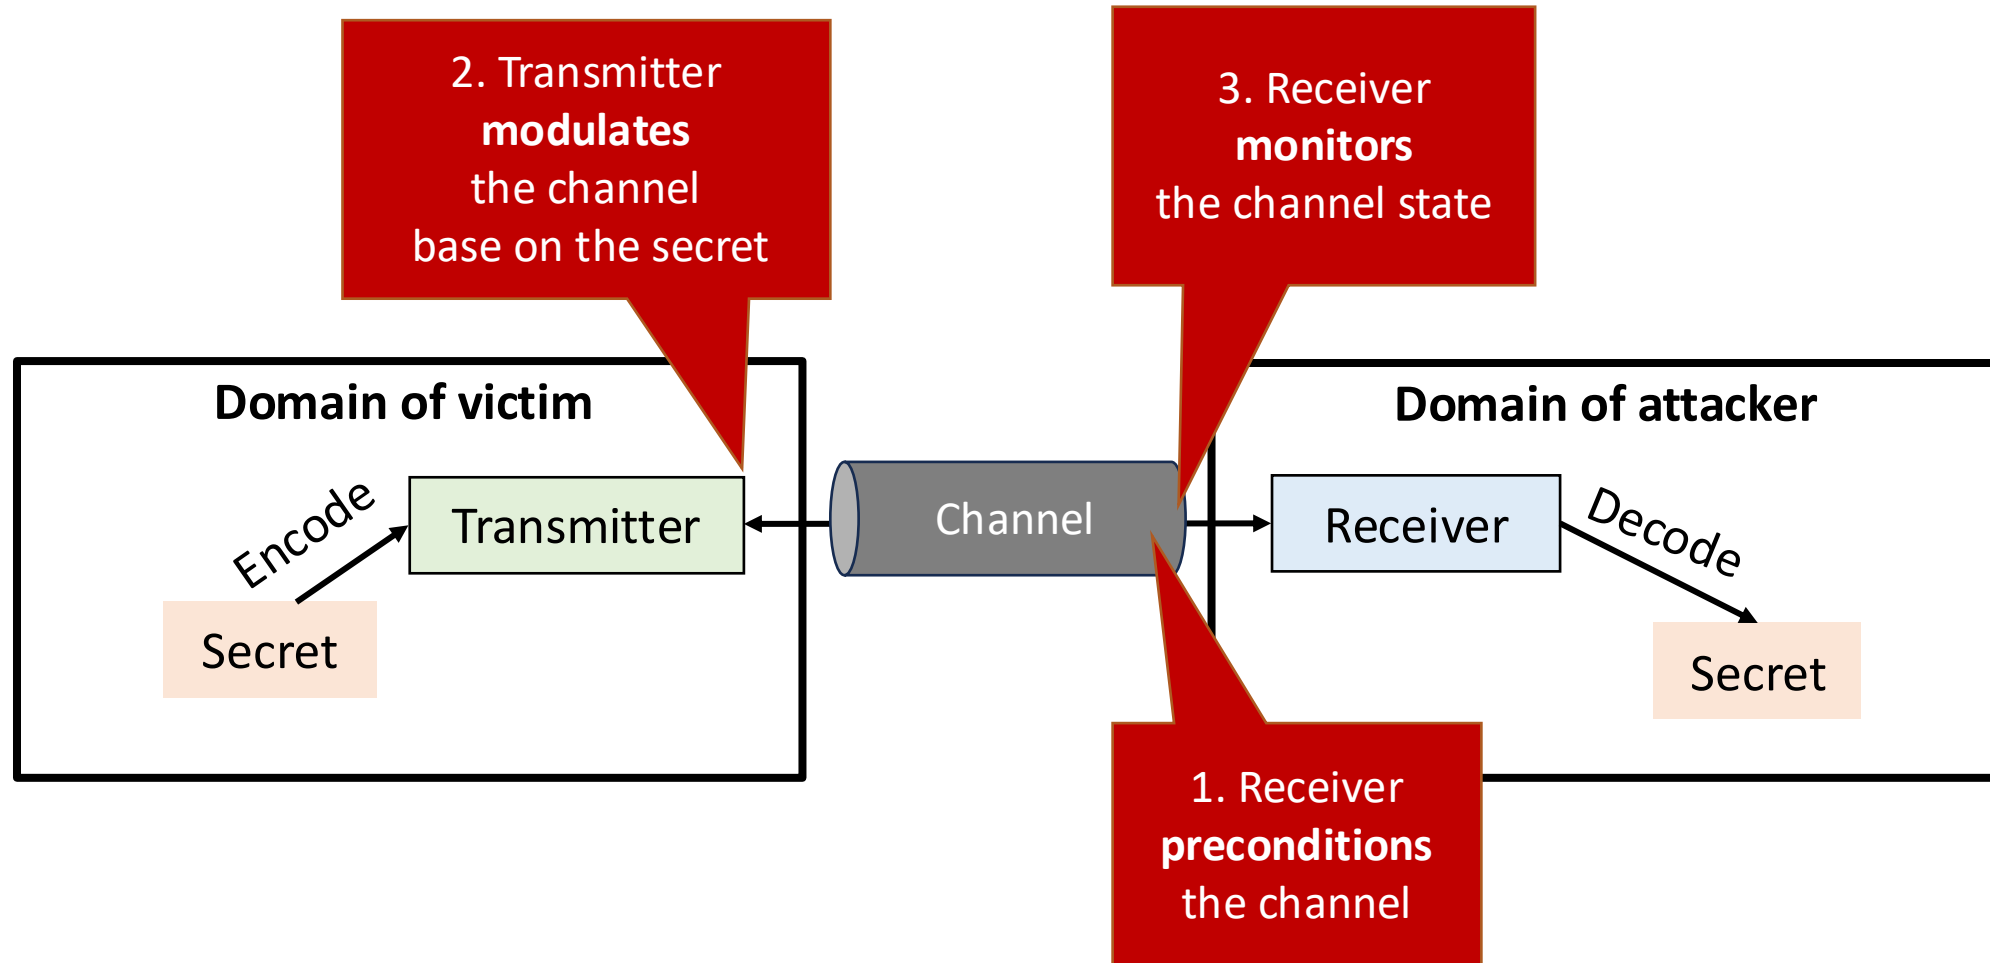 2. Transmitter
modulates
the channel
base on the secret
3. Receiver
monitors
the channel state
Domain of victim
Domain of attacker
Encode
Transmitter
Channel
Receiver
Decode
Secret
Secret
1. Receiver
preconditions
the channel